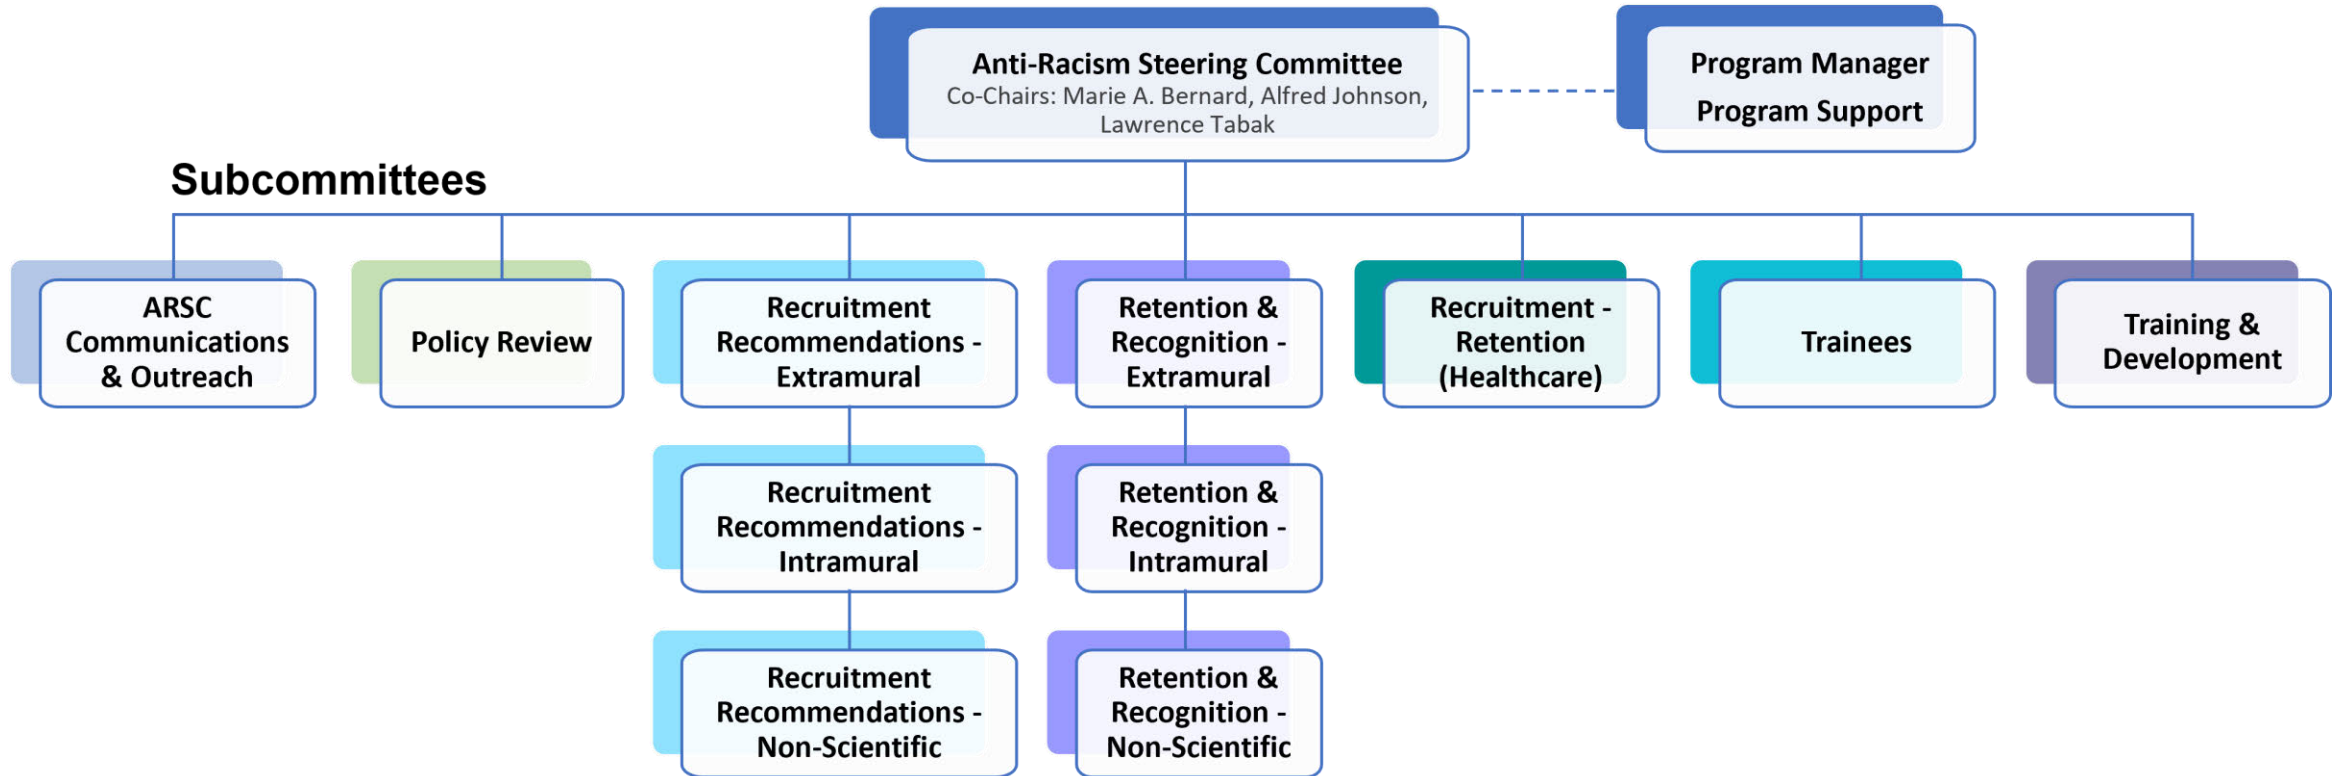 Anti-Racism Steering Committee
Co-Chairs: Marie A. Bernard, Alfred Johnson,
Lawrence Tabak
Program Manager
Program Support
Subcommittees
ARSC
Communications
& Outreach
Policy Review
Recruitment
Recommendations -
Extramural
Retention &
Recognition -
Extramural
Recruitment -
Retention
(Healthcare)
Trainees
Training &
Development
Recruitment
Recommendations -
Intramural
Retention &
Recognition -
Intramural
Recruitment
Recommendations -
Non-Scientific
Retention &
Recognition -
Non-Scientific